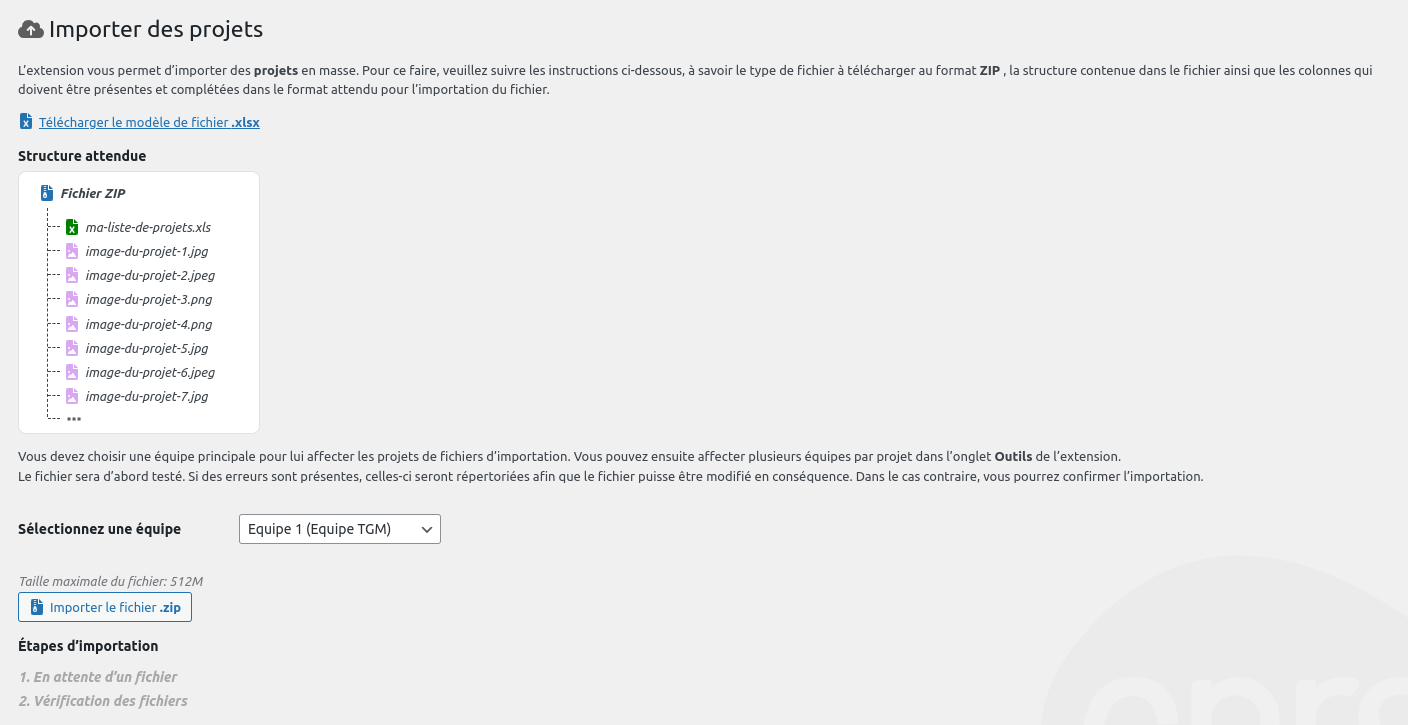 Importer des projets
L’extension vous permet d’importer des projets en masse. Pour ce faire, veuillez suivre les instructions ci-dessous, à savoir le type de fichier à télécharger au format ZIP , la structure contenue dans le fichier ainsi que les colonnes qui
doivent être présentes et complétées dans le format attendu pour l’importation du fichier.
Télécharger le modèle de fichier .xlsx
Structure attendue
Fichier ZIP
ma-liste-de-projets.xls
image-du-projet-1.jpg
image-du-projet-2.jpeg
image-du-projet-3.png
image-du-projet-4.png
image-du-projet-5.jpg
image-du-projet-6.jpeg
image-du-projet-7.jpg
...
Vous devez choisir une équipe principale pour lui affecter les projets de fichiers d’importation. Vous pouvez ensuite affecter plusieurs équipes par projet dans l’onglet Outils de l’extension.
Le fichier sera d’abord testé. Si des erreurs sont présentes, celles-ci seront répertoriées afin que le fichier puisse être modifié en conséquence. Dans le cas contraire, vous pourrez confirmer l’importation.
Sélectionnez une équipe
Equipe 1 (Equipe TGM)
Taille maximale du fichier: 512M
Importer le fichier .zip
Étapes d’importation
1. En attente d’un fichier
2. Vérification des fichiers